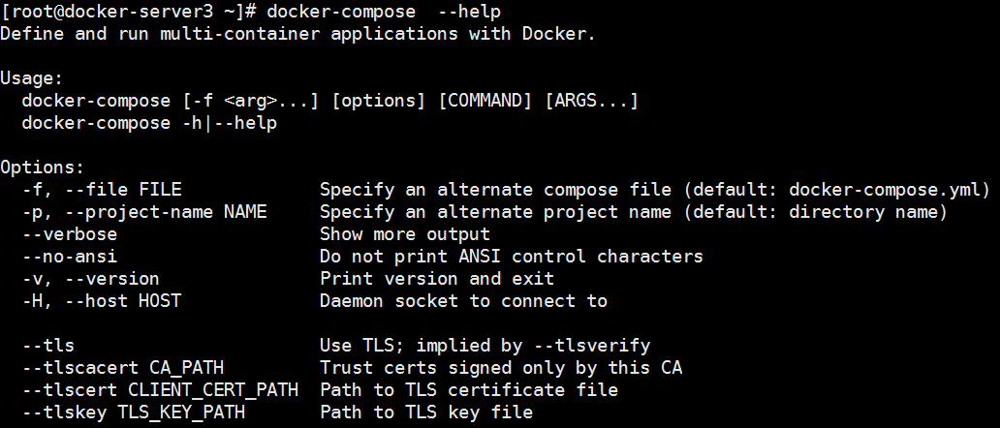 [root@docker-server3 ~]# docker-compose  --help
Define and run multi-container applications with Docker.

Usage:
  docker-compose [-f <arg>...] [options] [COMMAND] [ARGS...]
  docker-compose -h|--help

Options:
  -f, --file FILE             Specify an alternate compose file (default: docker-compose.yml)
  -p, --project-name NAME     Specify an alternate project name (default: directory name)
  --verbose                   Show more output
  --no-ansi                   Do not print ANSI control characters
  -v, --version               Print version and exit
  -H, --host HOST             Daemon socket to connect to

  --tls                       Use TLS; implied by --tlsverify
  --tlscacert CA_PATH         Trust certs signed only by this CA
  --tlscert CLIENT_CERT_PATH  Path to TLS certificate file
  --tlskey TLS_KEY_PATH       Path to TLS key file